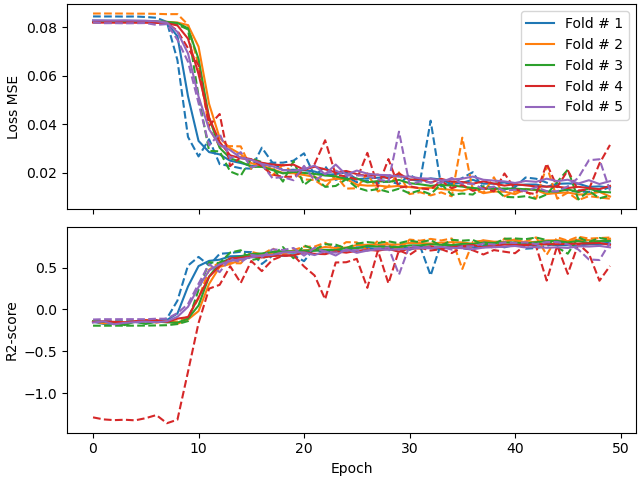 0.08
0.06
0.04
0.02
Loss MSE
Fold # 1
Fold # 2
Fold # 3
Fold # 4
Fold # 5
0.5
0.0
−0.5
−1.0
R2-score
0 10 20 30 40 50
Epoch